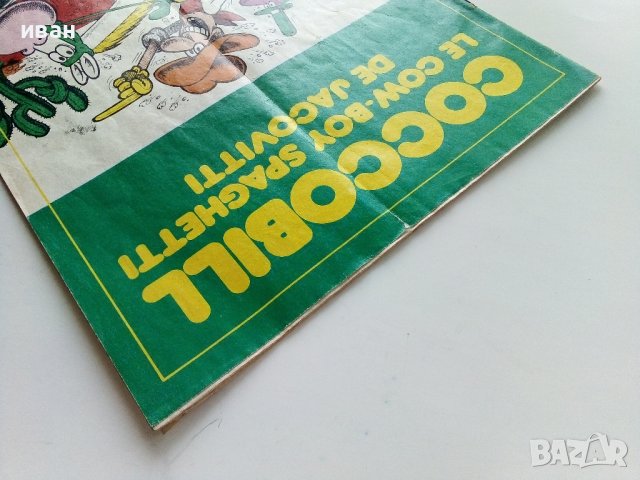 иван
COCCOBILL
LE COW-BOY SPAGHETTI
DE JACOVITTI
BAZAR